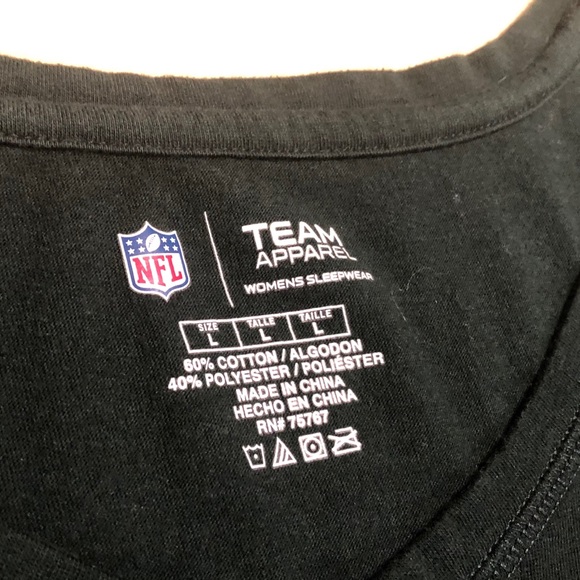 NFL
TEAM
APPAREL
WOMENS SLEEPWEAR
SIZE TALLE TAILLE
L L L
60% COTTON / ALGODON
40% POLYESTER / POLIÉSTER
MADE IN CHINA
HECHO EN CHINA
RN# 75767